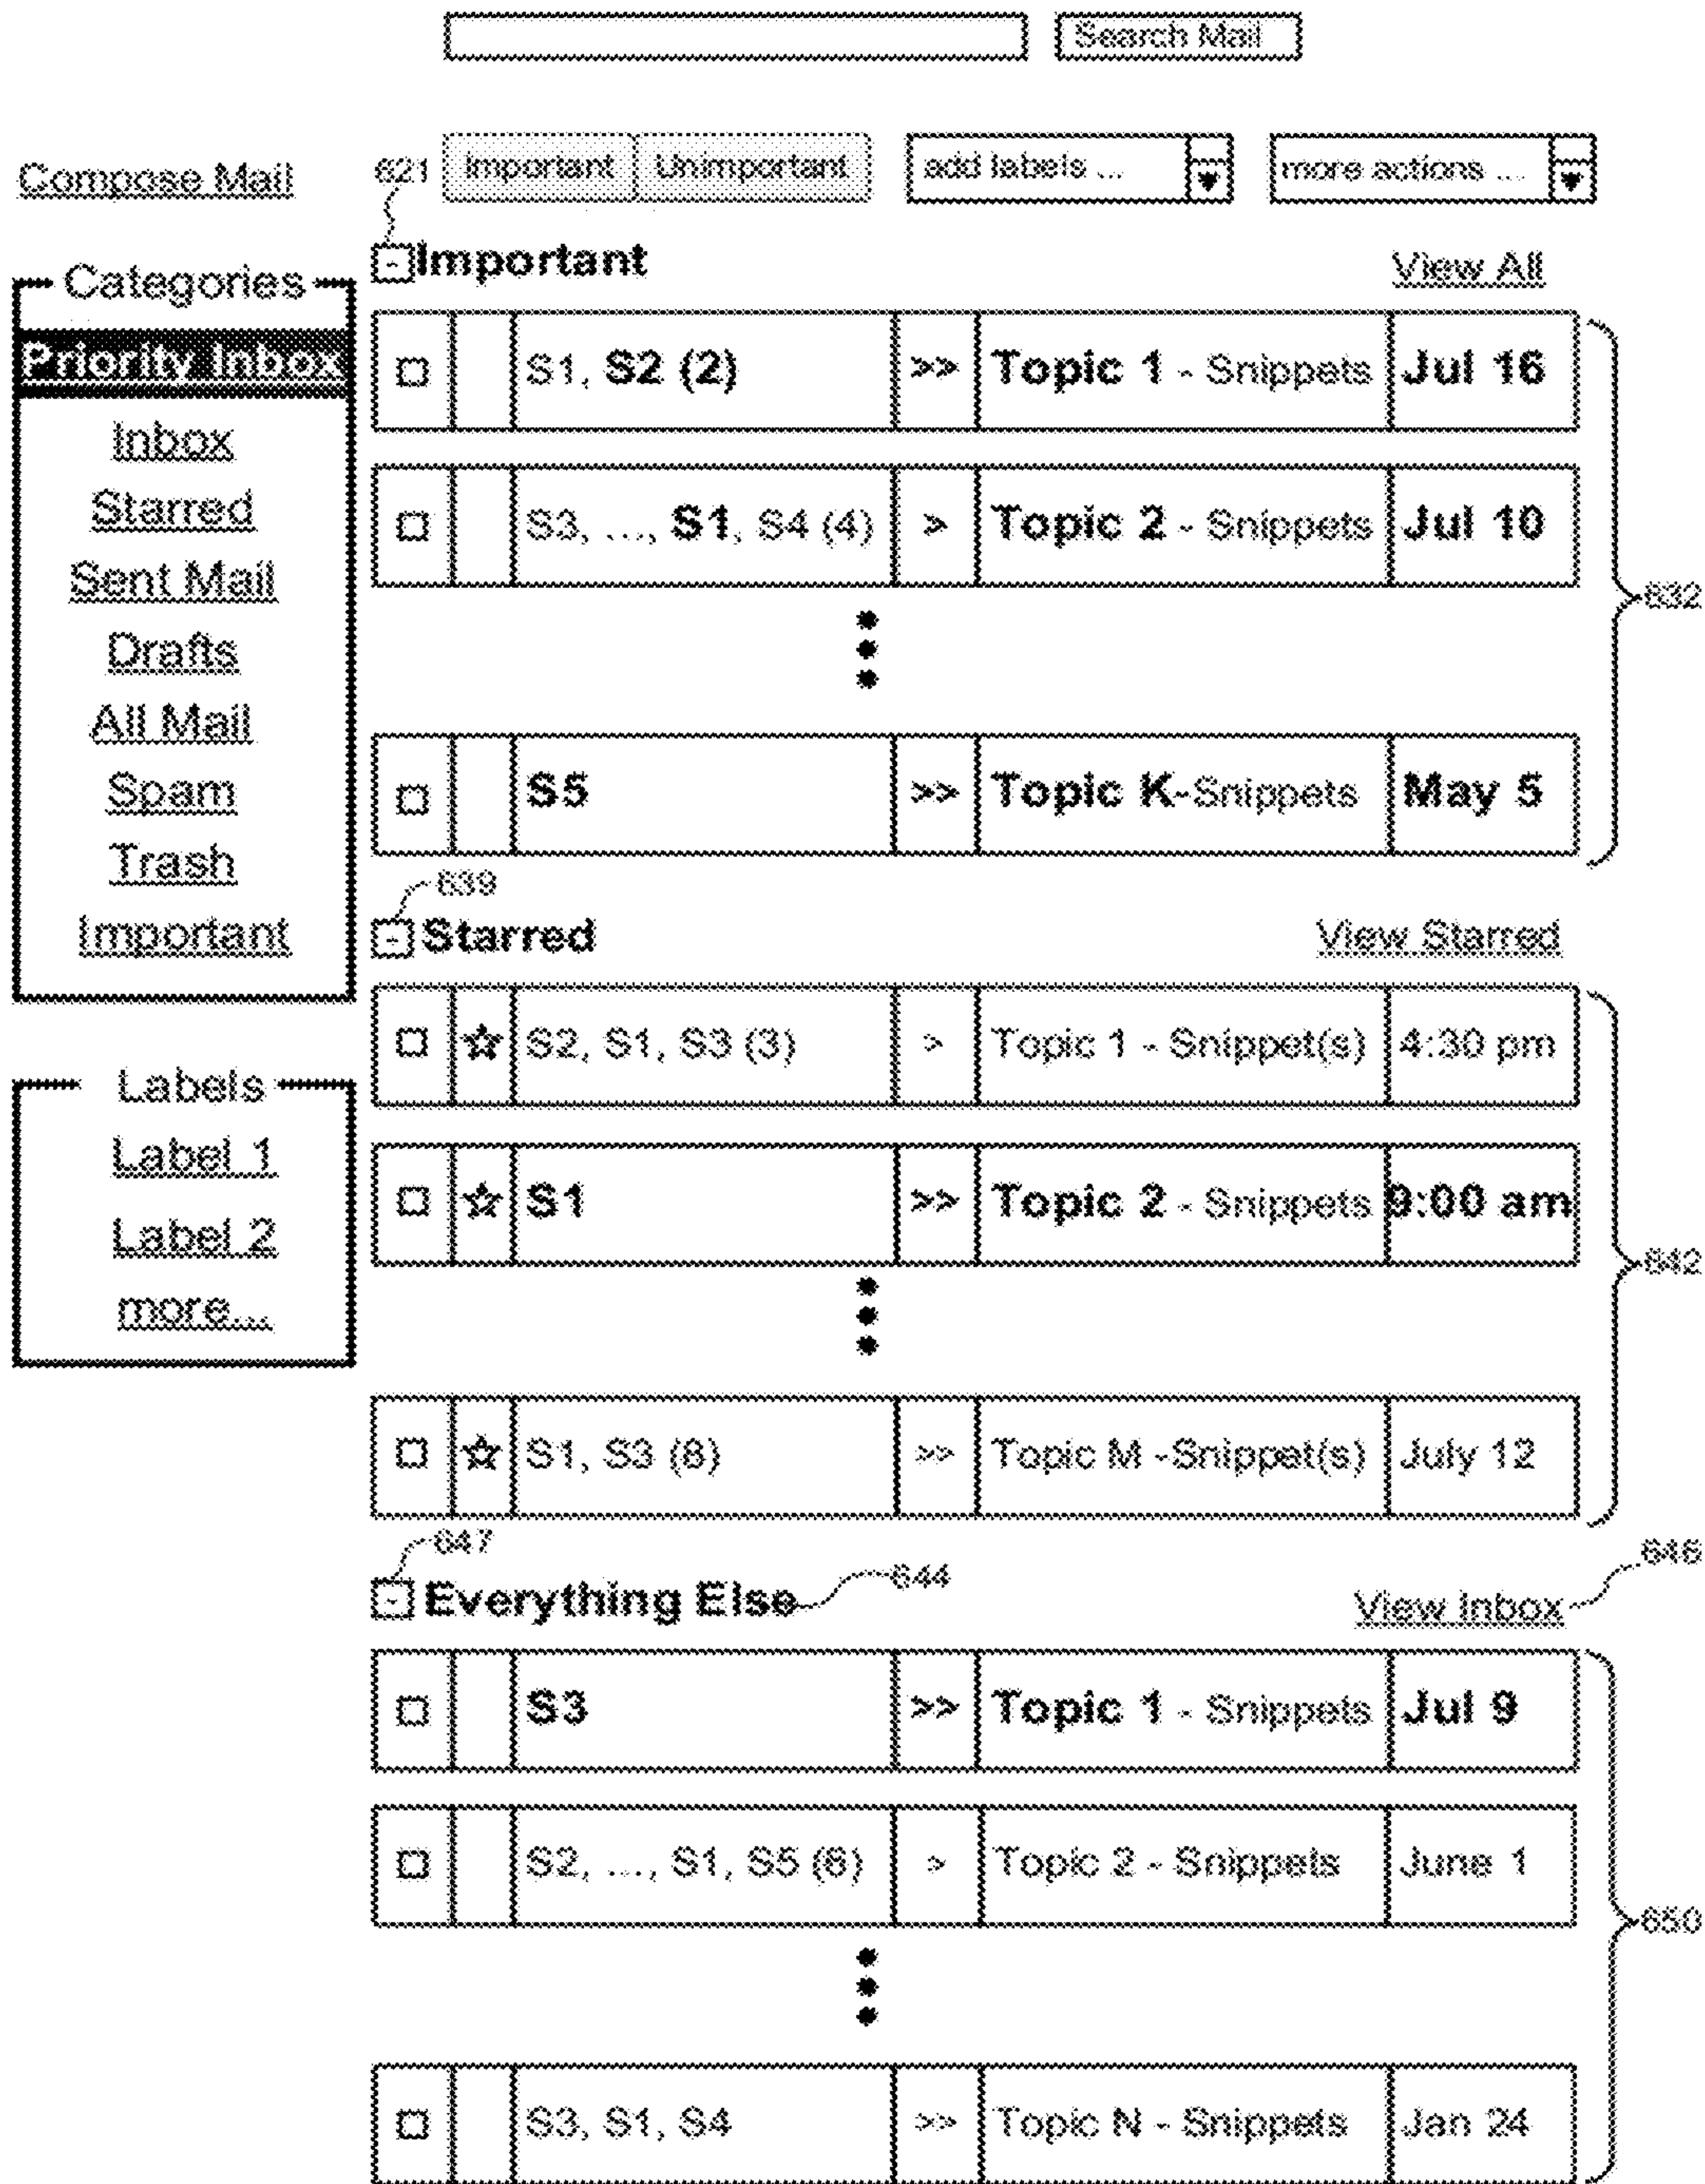 Search Mail
Compose Mail
621
Important Unimportant add labels ... more actions ...
Categories
Priority Inbox
Inbox
Starred
Sent Mail
Drafts
All Mail
Spam
Trash
Important
Labels
Label 1
Label 2
more...
- Important View All
S1, S2 (2) >> Topic 1 - Snippets Jul 16
S3, ..., S1, S4 (4) > Topic 2 - Snippets Jul 10
632
S5 >> Topic K-Snippets May 5
639
- Starred View Starred
☆ S2, S1, S3 (3) > Topic 1 - Snippet(s) 4:30 pm
☆ S1 >> Topic 2 - Snippets 9:00 am
642
☆ S1, S3 (8) >> Topic M -Snippet(s) July 12
647
- Everything Else 644 View Inbox 646
S3 >> Topic 1 - Snippets Jul 9
S2, ..., S1, S5 (6) > Topic 2 - Snippets June 1
650
S3, S1, S4 >> Topic N - Snippets Jan 24